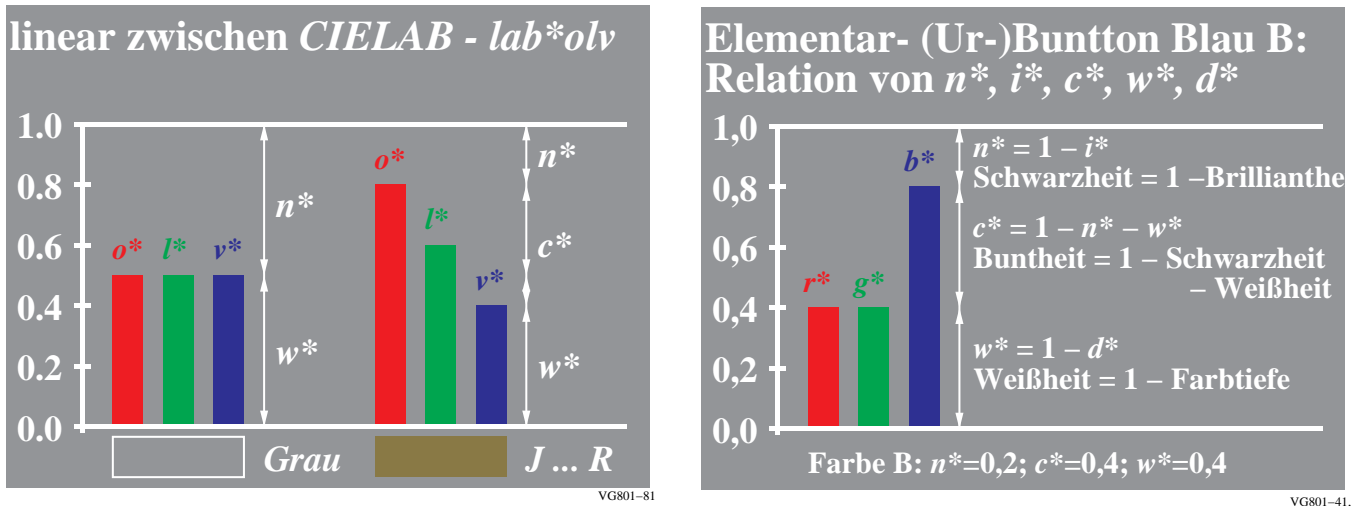 linear zwischen CIELAB - lab*olv
1.0
0.8
0.6
0.4
0.2
0.0
o* l* v*
n*
w*
o*
l*
v*
n*
c*
w*
Grau
J ... R
VG801–81
Elementar- (Ur-)Buntton Blau B:
Relation von n*, i*, c*, w*, d*
1,0
0,8
0,6
0,4
0,2
0,0
r* g*
b*
n* = 1 – i*
Schwarzheit = 1 –Brillianthe
c* = 1 – n* – w*
Buntheit = 1 – Schwarzheit
– Weißheit
w* = 1 – d*
Weißheit = 1 – Farbtiefe
Farbe B: n*=0,2; c*=0,4; w*=0,4
VG801–41,